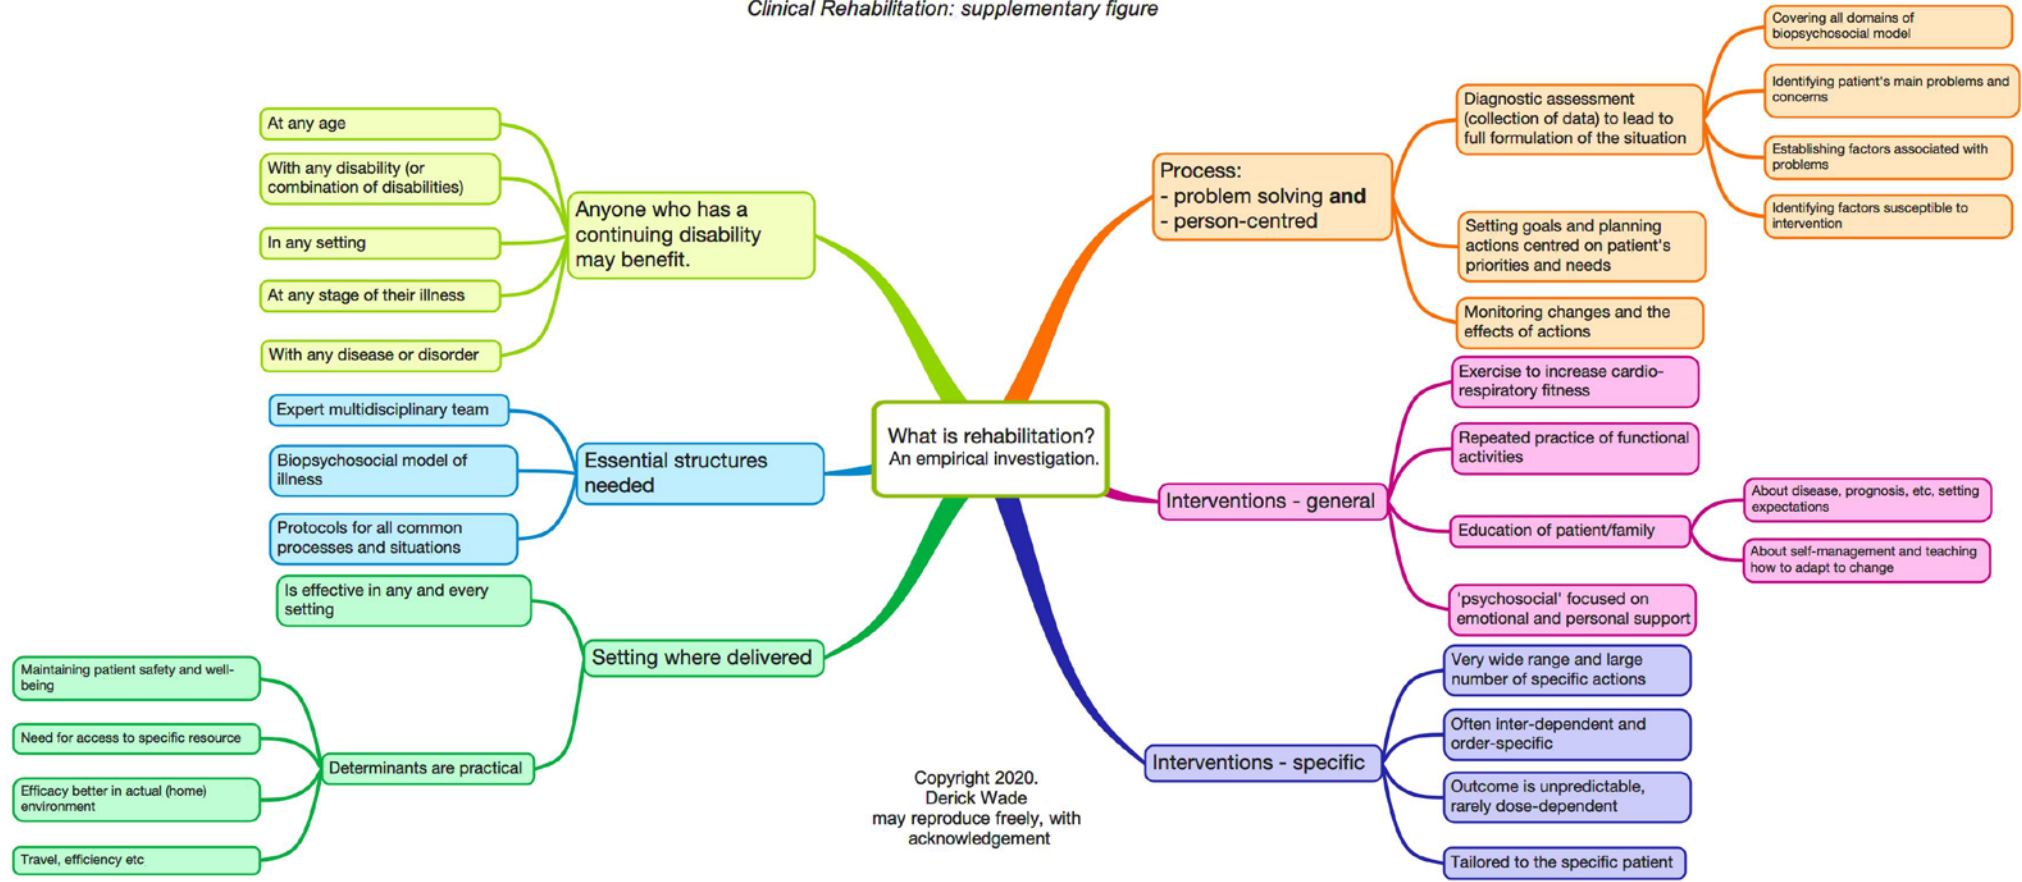 Clinical Rehabilitation: supplementary figure
What is rehabilitation?
An empirical investigation.
Anyone who has a
continuing disability
may benefit.
At any age
With any disability (or
combination of disabilities)
In any setting
At any stage of their illness
With any disease or disorder
Essential structures
needed
Expert multidisciplinary team
Biopsychosocial model of
illness
Protocols for all common
processes and situations
Setting where delivered
Is effective in any and every
setting
Determinants are practical
Maintaining patient safety and well-
being
Need for access to specific resource
Efficacy better in actual (home)
environment
Travel, efficiency etc
Process:
- problem solving and
- person-centred
Diagnostic assessment
(collection of data) to lead to
full formulation of the situation
Covering all domains of
biopsychosocial model
Identifying patient's main problems and
concerns
Establishing factors associated with
problems
Identifying factors susceptible to
intervention
Setting goals and planning
actions centred on patient's
priorities and needs
Monitoring changes and the
effects of actions
Interventions - general
Exercise to increase cardio-
respiratory fitness
Repeated practice of functional
activities
Education of patient/family
About disease, prognosis, etc, setting
expectations
About self-management and teaching
how to adapt to change
'psychosocial' focused on
emotional and personal support
Interventions - specific
Very wide range and large
number of specific actions
Often inter-dependent and
order-specific
Outcome is unpredictable,
rarely dose-dependent
Tailored to the specific patient
Copyright 2020.
Derick Wade
may reproduce freely, with
acknowledgement